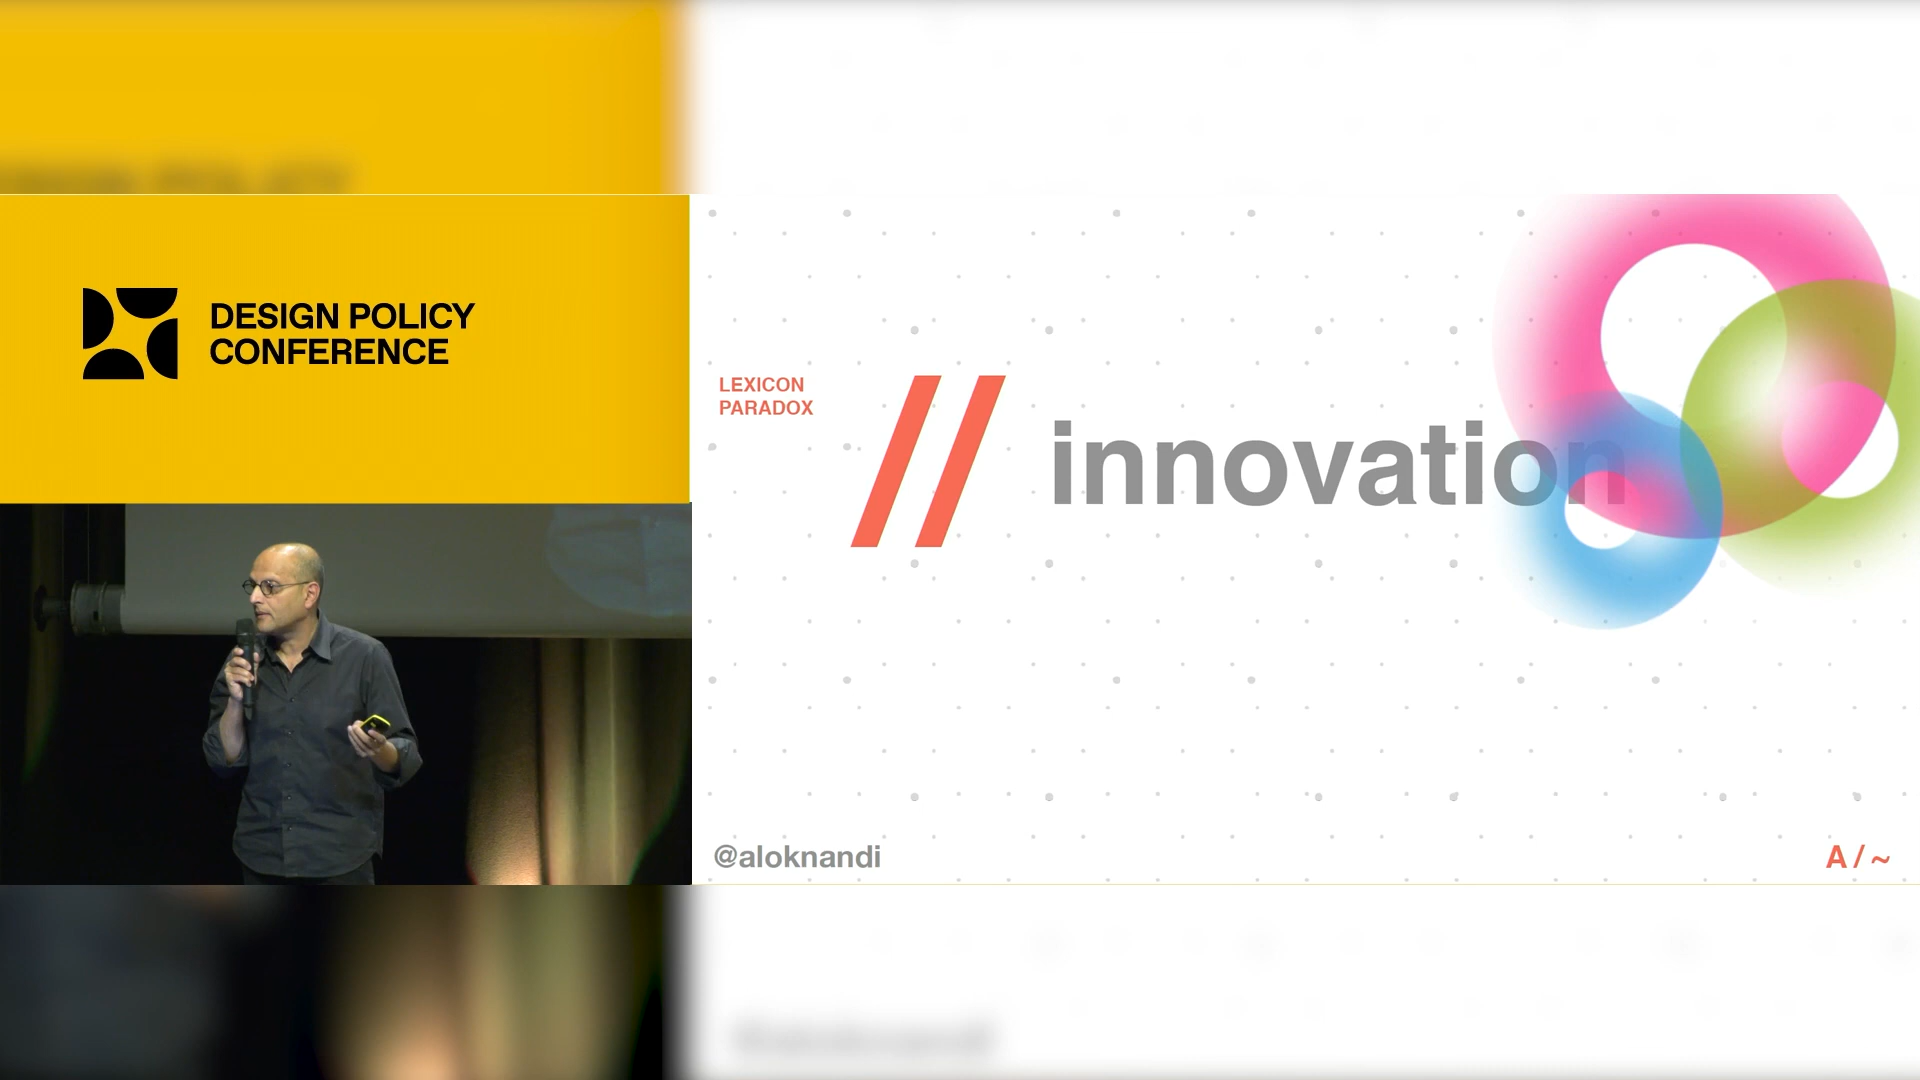 DESIGN POLICY
CONFERENCE
LEXICON
PARADOX
//
innovation
@aloknandi
A / ~